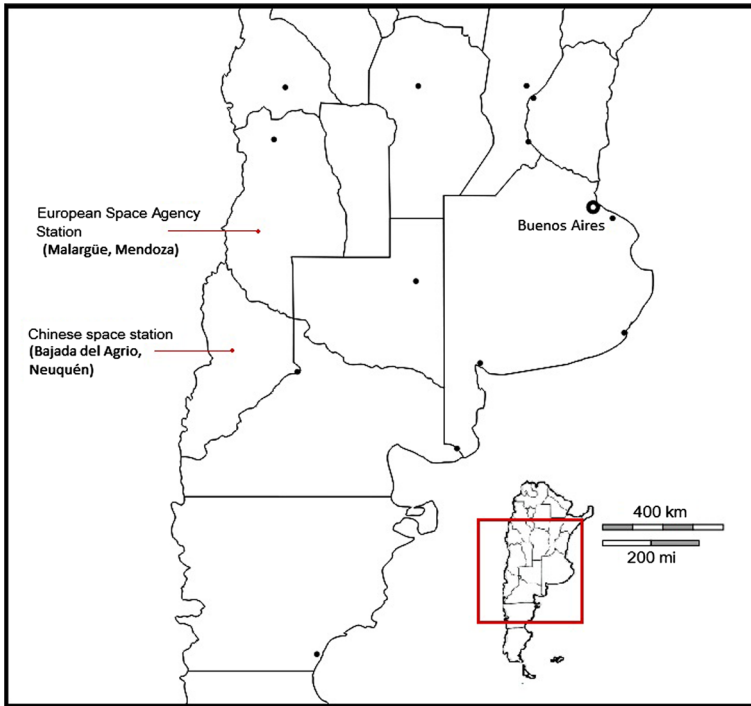 European Space Agency
Station
(Malargüe, Mendoza)
Buenos Aires
Chinese space station
(Bajada del Agrio,
Neuquén)
400 km
200 mi